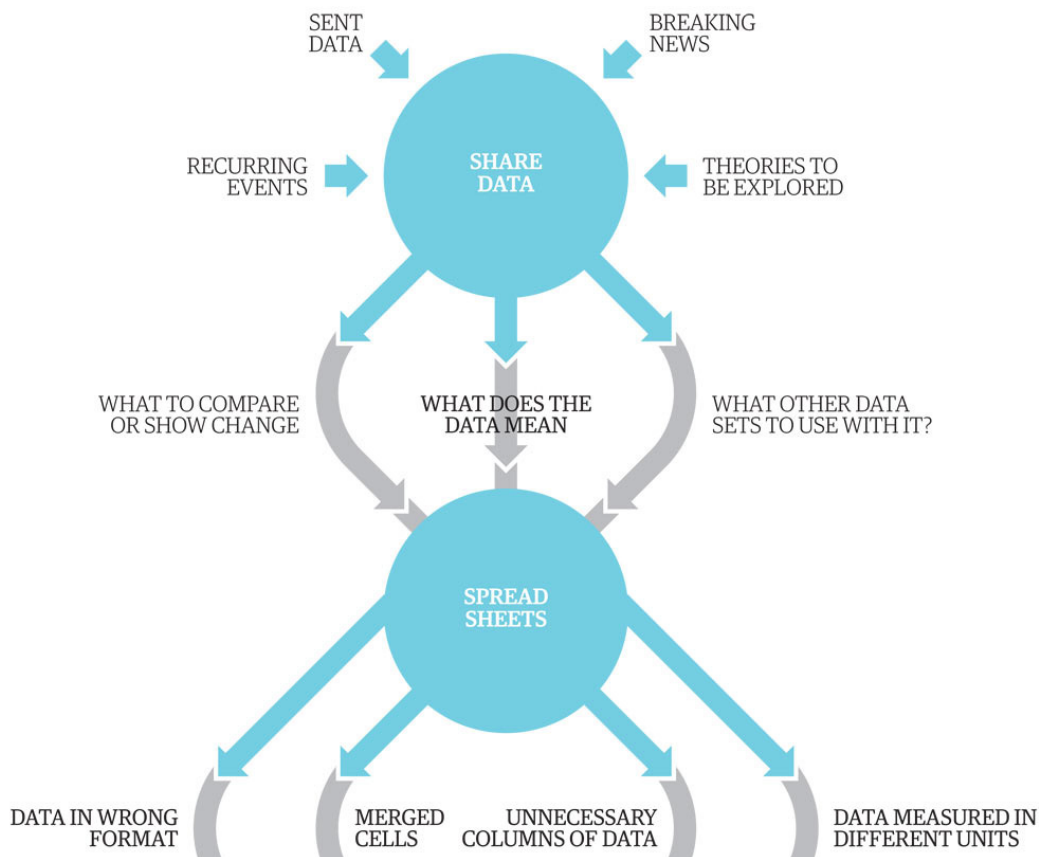 SENT
DATA
BREAKING
NEWS
SHARE
DATA
RECURRING
EVENTS
THEORIES TO
BE EXPLORED
WHAT TO COMPARE
OR SHOW CHANGE
WHAT DOES THE
DATA MEAN
WHAT OTHER DATA
SETS TO USE WITH IT?
SPREAD
SHEETS
DATA IN WRONG
FORMAT
MERGED
CELLS
UNNECESSARY
COLUMNS OF DATA
DATA MEASURED IN
DIFFERENT UNITS